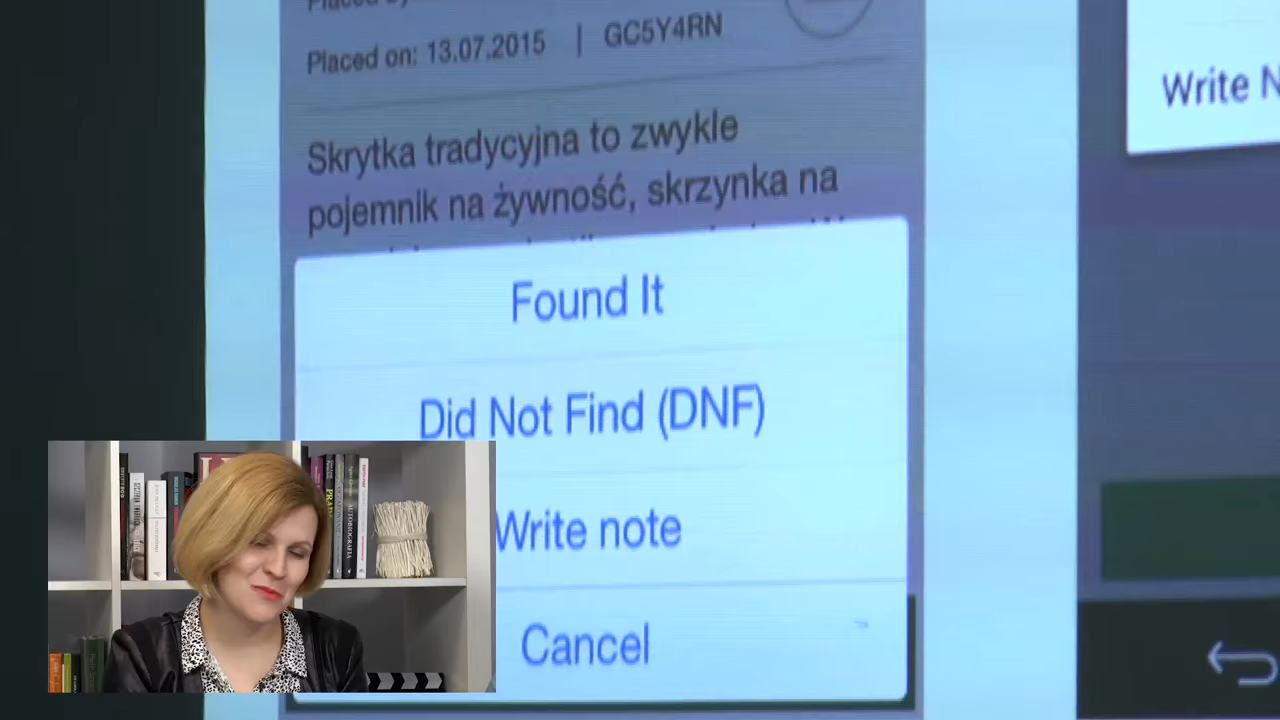 Placed on: 13.07.2015 | GC5Y4RN
Skrytka tradycyjna to zwykle
pojemnik na żywność, skrzynka na
Found It
Did Not Find (DNF)
Write note
Cancel
Write
AUTOBIOGRAFIA